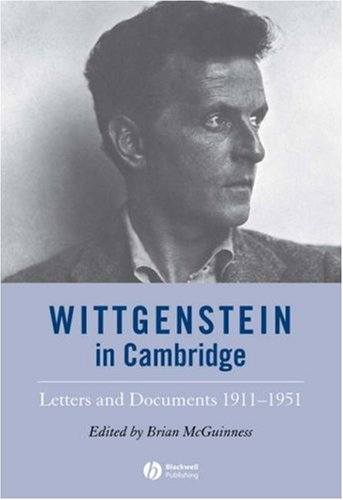 WITTGENSTEIN
in Cambridge
Letters and Documents 1911–1951
Edited by Brian McGuinness
Blackwell
Publishing